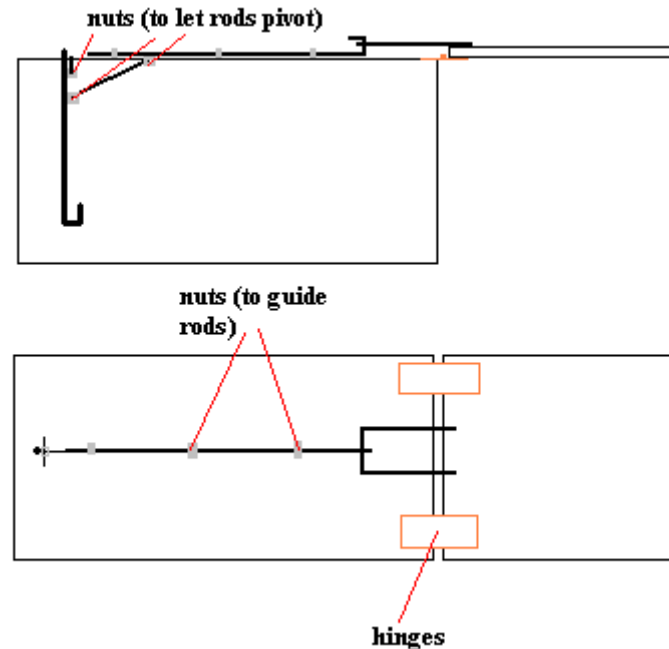 nuts (to let rods pivot)
nuts (to guide
rods)
hinges